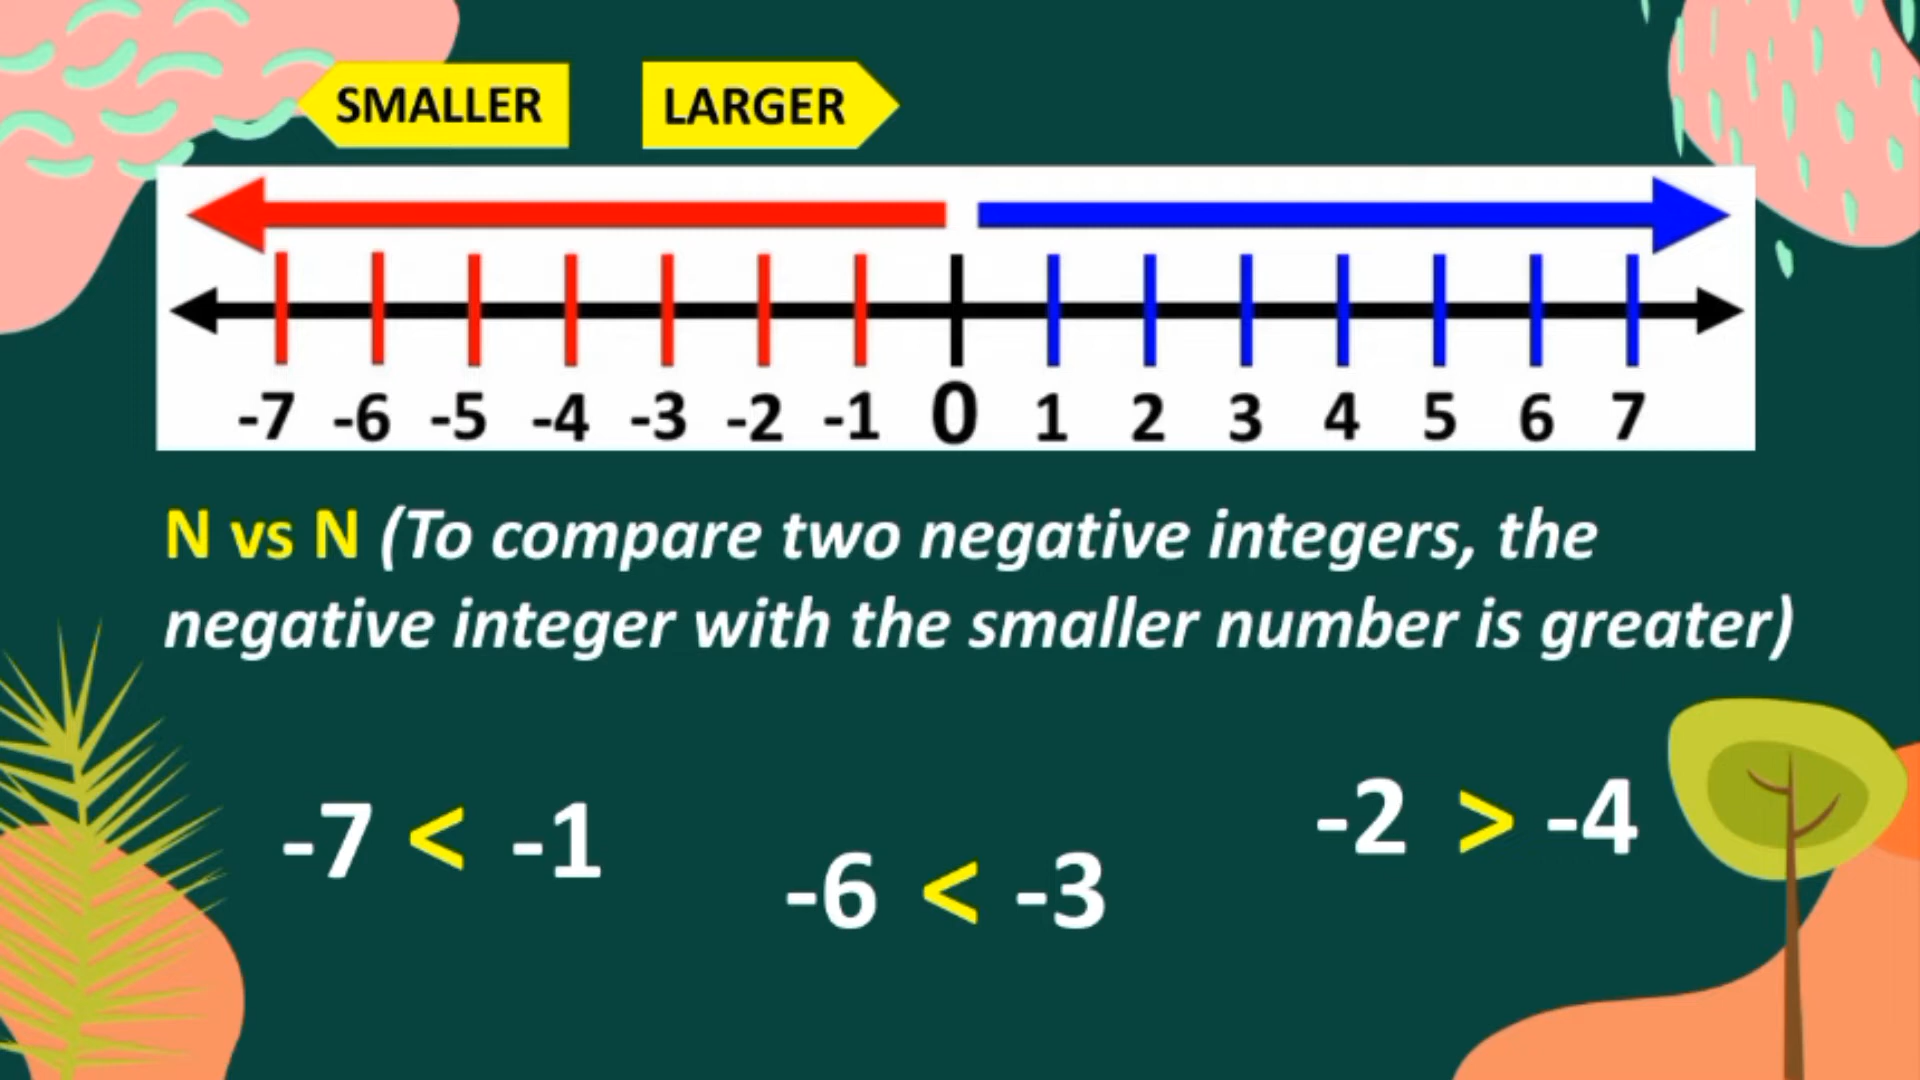 SMALLER LARGER
-7 -6 -5 -4 -3 -2 -1 0 1 2 3 4 5 6 7
N vs N (To compare two negative integers, the
negative integer with the smaller number is greater)
-7 < -1
-6 < -3
-2 > -4